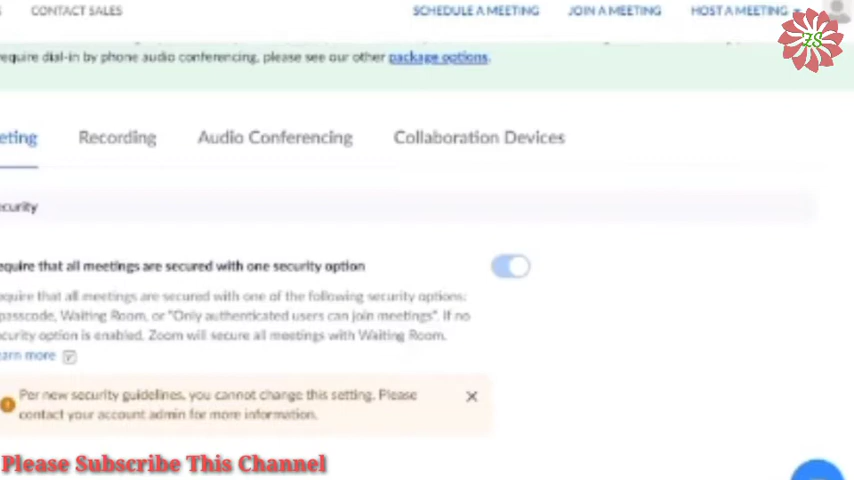 CONTACT SALES
SCHEDULE A MEETING
JOIN A MEETING
HOST A MEETING
ZS
equire dial-in by phone audio conferencing, please see our other package options.
eting
Recording
Audio Conferencing
Collaboration Devices
ecurity
equire that all meetings are secured with one security option
equire that all meetings are secured with one of the following security options:
passcode, Waiting Room, or "Only authenticated users can join meetings". If no
curity option is enabled, Zoom will secure all meetings with Waiting Room.
earn more
Per new security guidelines, you cannot change this setting. Please
contact your account admin for more information.
Please Subscribe This Channel